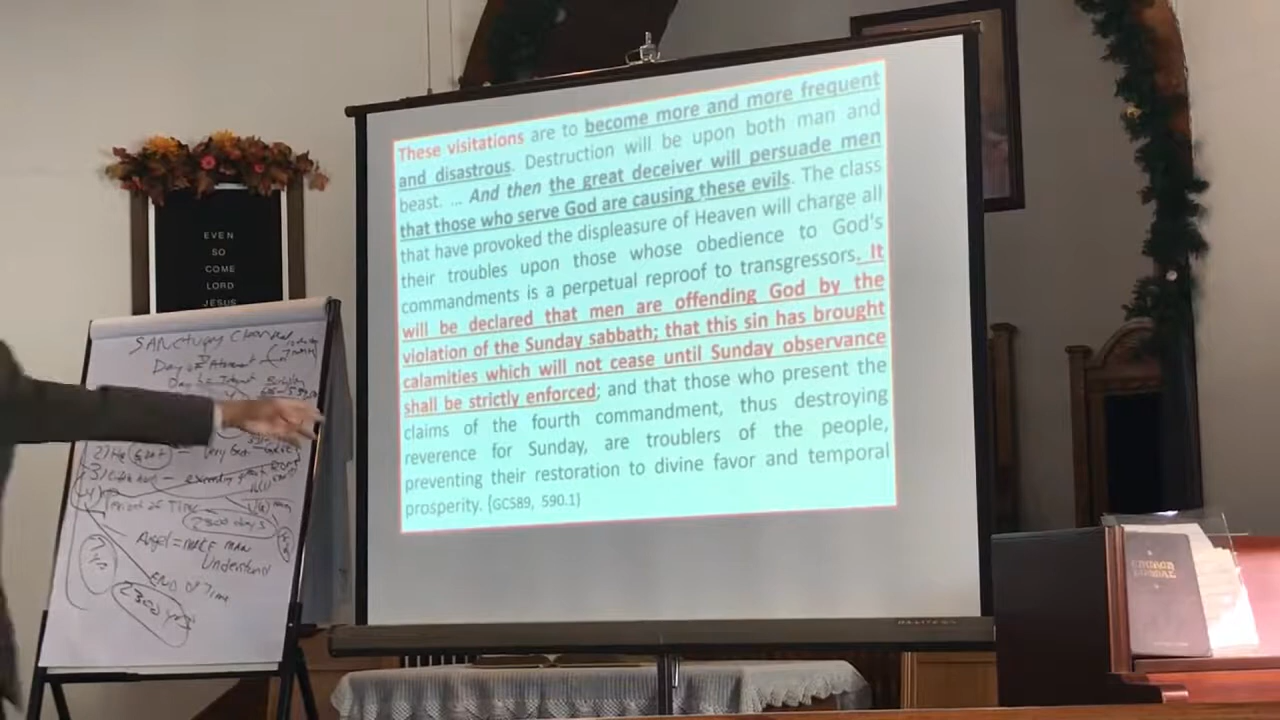 EVEN
SO
COME
LORD
JESUS
SANCTUARY
Day of
2300 days
Period of Time
Angel = MAKE MAN
Understand
END OF Time
These visitations are to become more and more frequent
and disastrous. Destruction will be upon both man and
beast. ... And then the great deceiver will persuade men
that those who serve God are causing these evils. The class
that have provoked the displeasure of Heaven will charge all
their troubles upon those whose obedience to God's
commandments is a perpetual reproof to transgressors. It
will be declared that men are offending God by the
violation of the Sunday sabbath; that this sin has brought
calamities which will not cease until Sunday observance
shall be strictly enforced; and that those who present the
claims of the fourth commandment, thus destroying
reverence for Sunday, are troublers of the people,
preventing their restoration to divine favor and temporal
prosperity. {GC589, 590.1}
CHURCH
HYMNAL